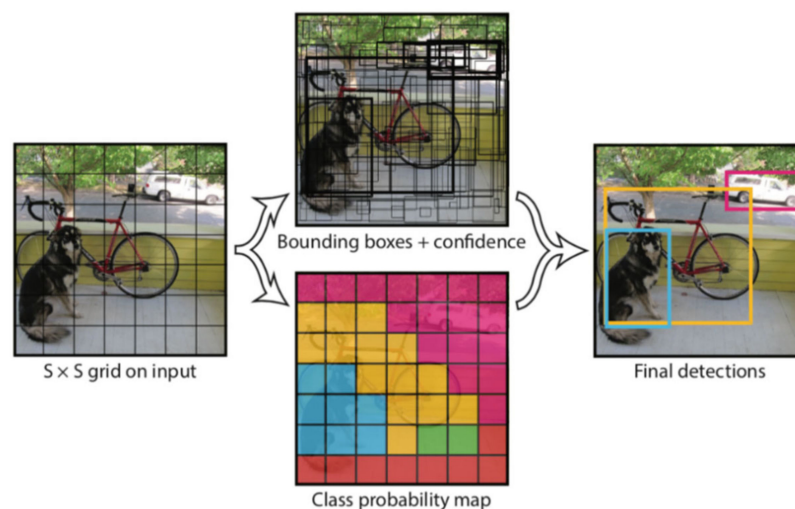 S × S grid on input
Bounding boxes + confidence
Class probability map
Final detections